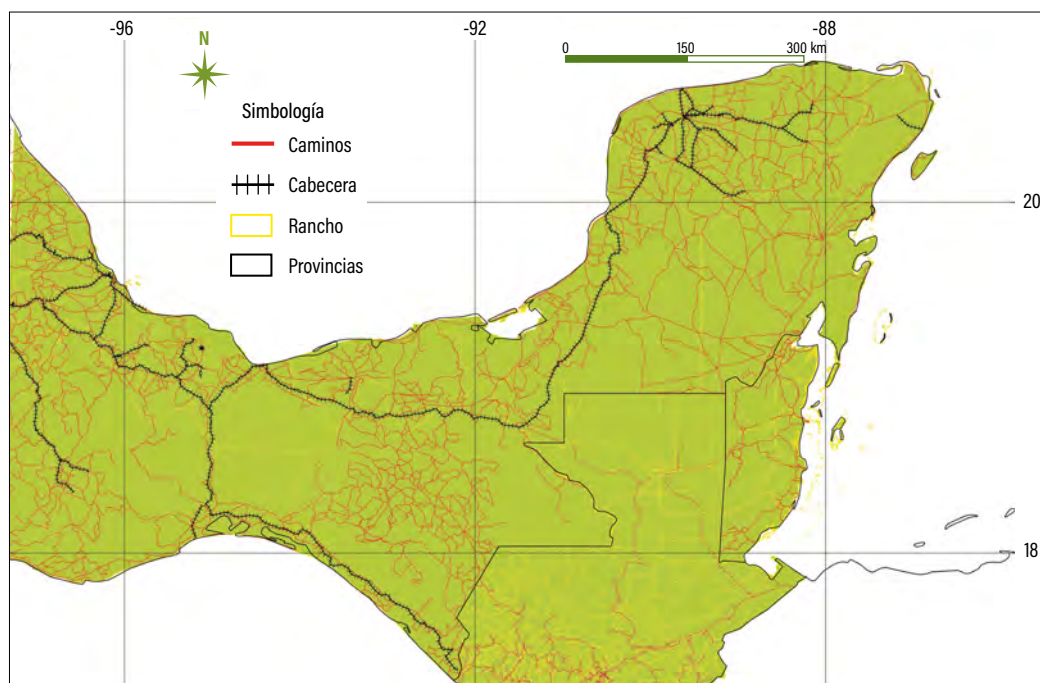 -96
-92
-88
N
0
150
300 km
Simbología
Caminos
Cabecera
Rancho
Provincias
20
18